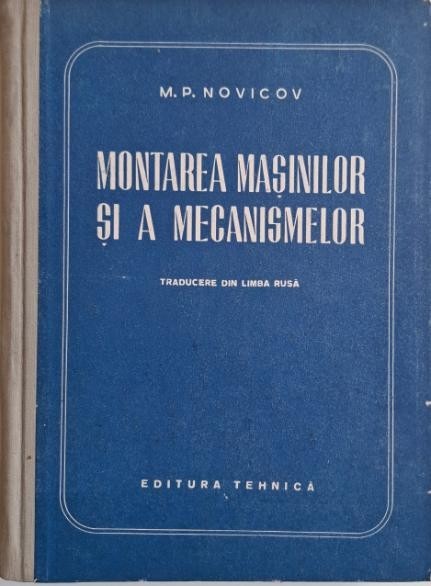 M.P. NOVICOV
MONTAREA MAȘINILOR
ȘI A MECANISMELOR
TRADUCERE DIN LIMBA RUSĂ
EDITURA TEHNICĂ